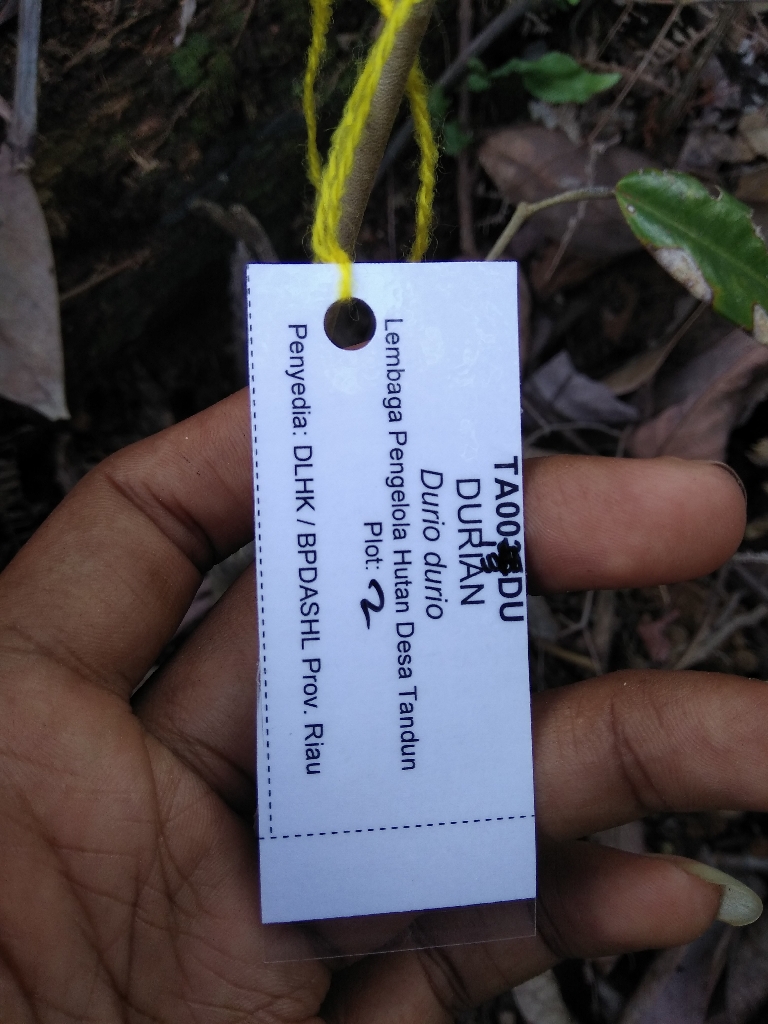 DURIAN
Durio durio
Lembaga Pengelola Hutan Desa Tandun
Plot: 2
Penyedia: DLHK / BPDASHL Prov. Riau